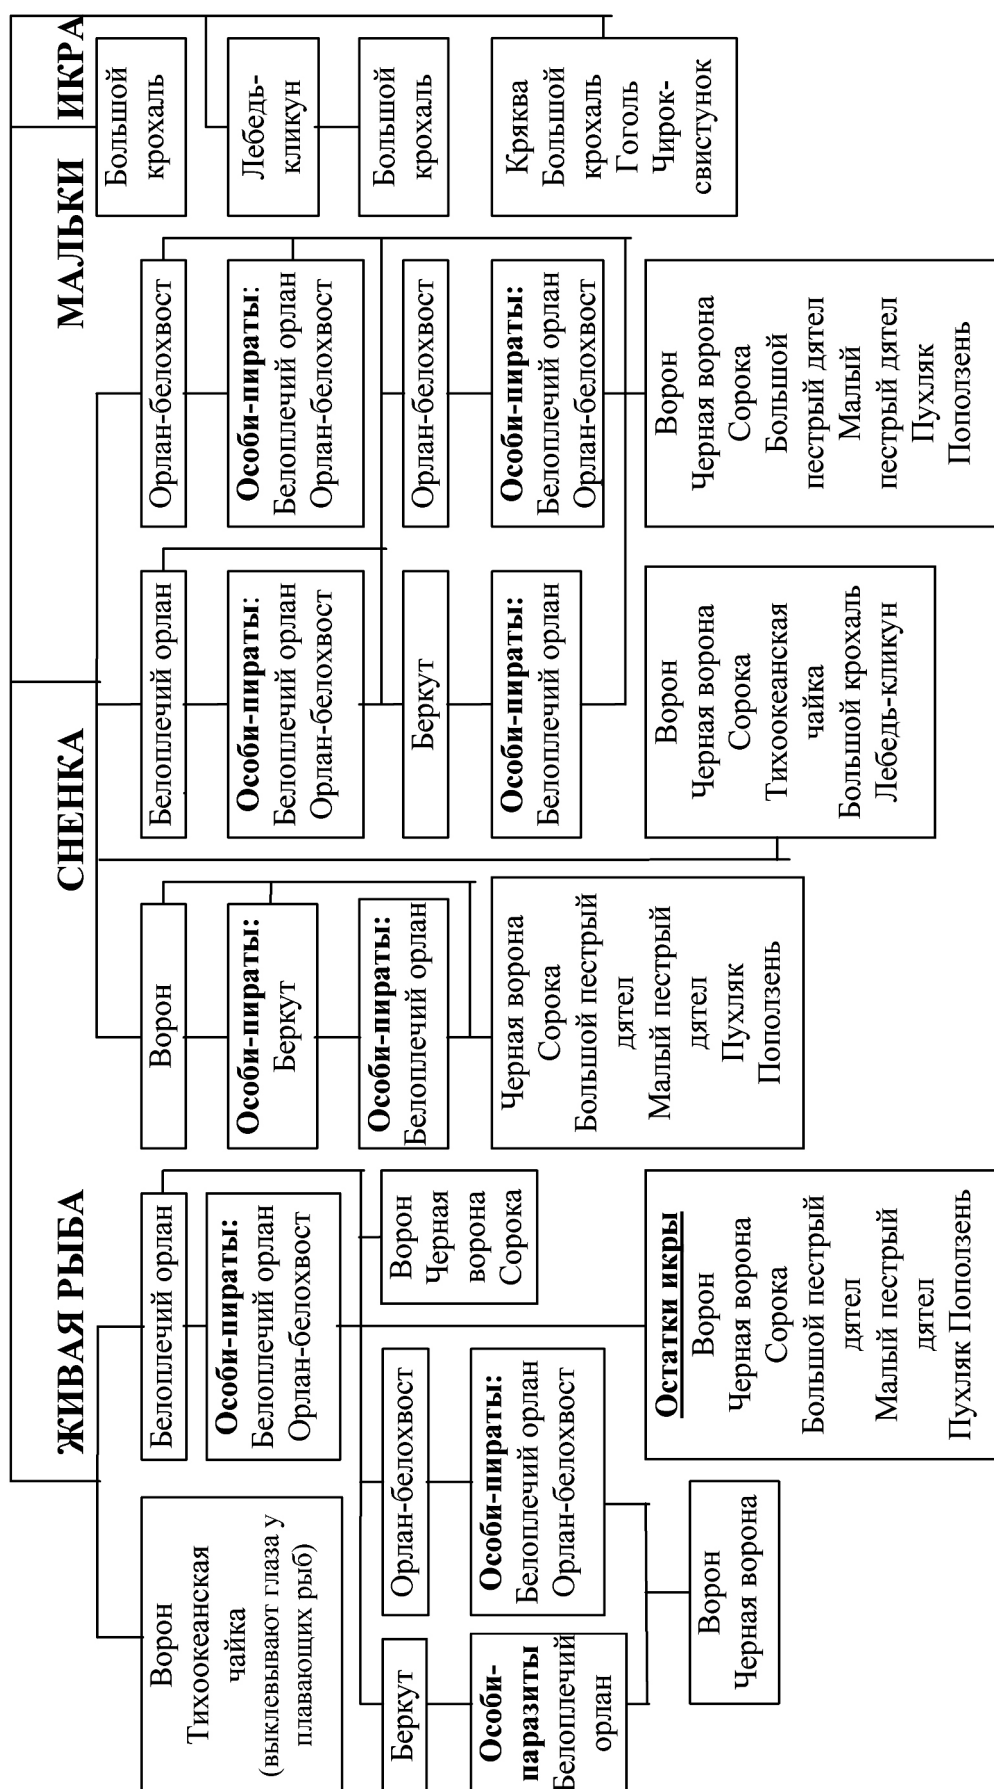 ЖИВАЯ РЫБА
СНЕНКА
МАЛЬКИ
ИКРА
Ворон
Тихоокеанская
чайка
(выклевывают глаза у
плавающих рыб)
Белоплечий орлан
Особи-пираты:
Белоплечий орлан
Орлан-белохвост
Беркут
Особи-
паразиты
Белоплечий
орлан
Орлан-белохвост
Особи-пираты:
Белоплечий орлан
Орлан-белохвост
Ворон
Черная
ворона
Сорока
Ворон
Черная ворона
Остатки икры
Ворон
Черная ворона
Сорока
Большой пестрый
дятел
Малый пестрый
дятел
Пухляк Поползень
Ворон
Особи-пираты:
Беркут
Особи-пираты:
Белоплечий орлан
Черная ворона
Сорока
Большой пестрый
дятел
Малый пестрый
дятел
Пухляк
Поползень
Белоплечий орлан
Особи-пираты:
Белоплечий орлан
Орлан-белохвост
Беркут
Особи-пираты:
Белоплечий орлан
Ворон
Черная ворона
Сорока
Тихоокеанская
чайка
Большой крохаль
Лебедь-кликун
Орлан-белохвост
Особи-пираты:
Белоплечий орлан
Орлан-белохвост
Орлан-белохвост
Особи-пираты:
Белоплечий орлан
Орлан-белохвост
Ворон
Черная ворона
Сорока
Большой
пестрый дятел
Малый
пестрый дятел
Пухляк
Поползень
Большой
крохаль
Лебедь-
кликун
Большой
крохаль
Кряква
Большой
крохаль
Гоголь
Чирок-
свистунок